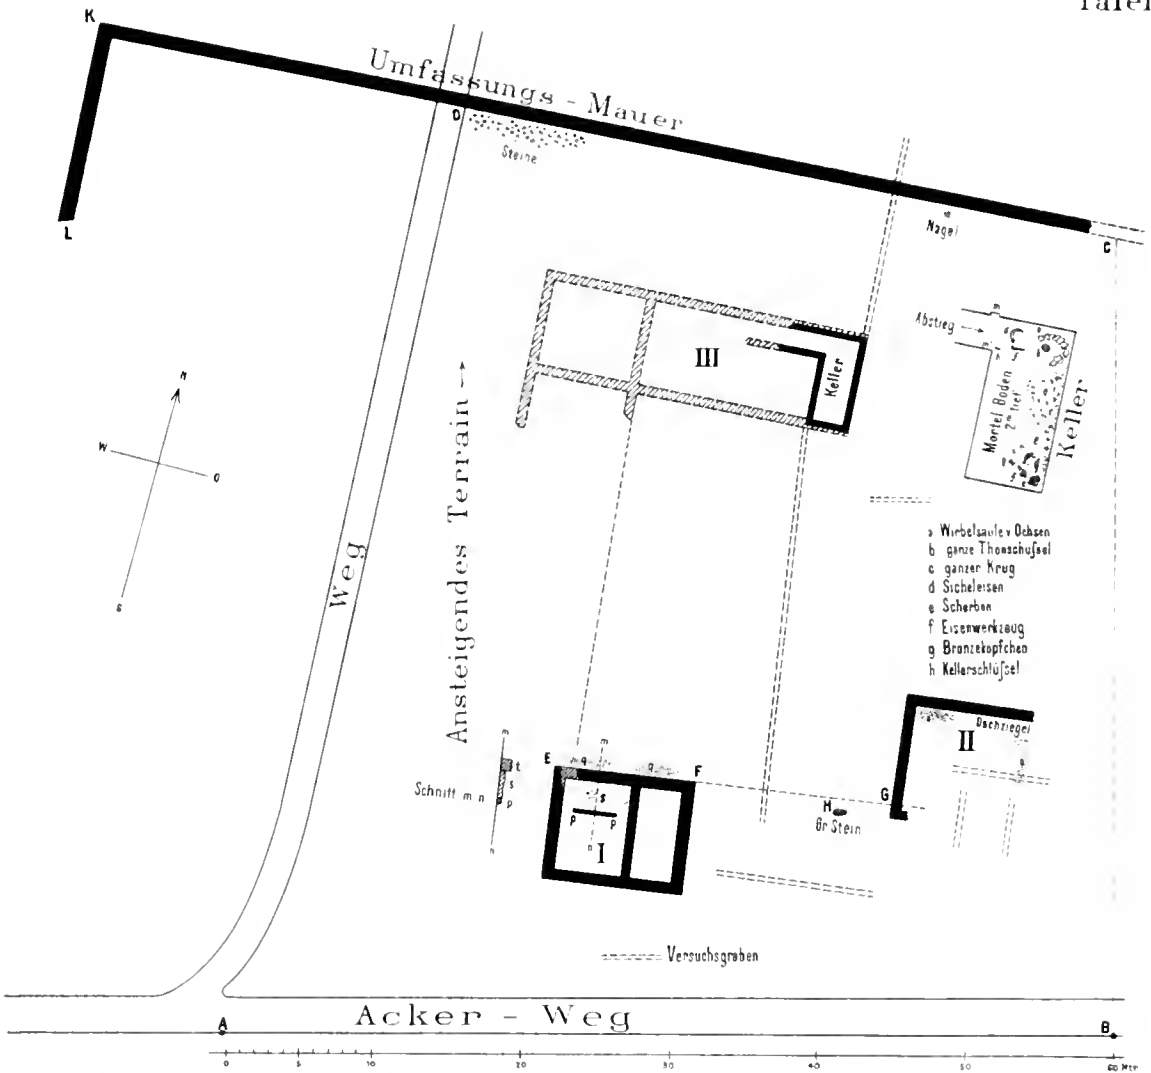 Tafel
K
Umfassungs - Mauer
D
Steine
L
Nagel
C
Abstieg →
m
m
N
W
O
S
III
Keller
Mörtel Boden
2m tief
Keller
Ansteigendes Terrain →
Weg
a Wirbelsäule v Ochsen
b ganze Thonschüssel
c ganzer Krug
d Sicheleisen
e Scherben
f Eisenwerkzeug
g Bronzeköpfchen
h Kellerschlüssel
Dachziegel
II
E
m
q
q
F
m
t
s
p
n
Schnitt m n
s
p
p
n
I
G
H
Gr Stein
Versuchsgraben
Acker - Weg
A
B
0 5 10 20 30 40 50 60 Mtr